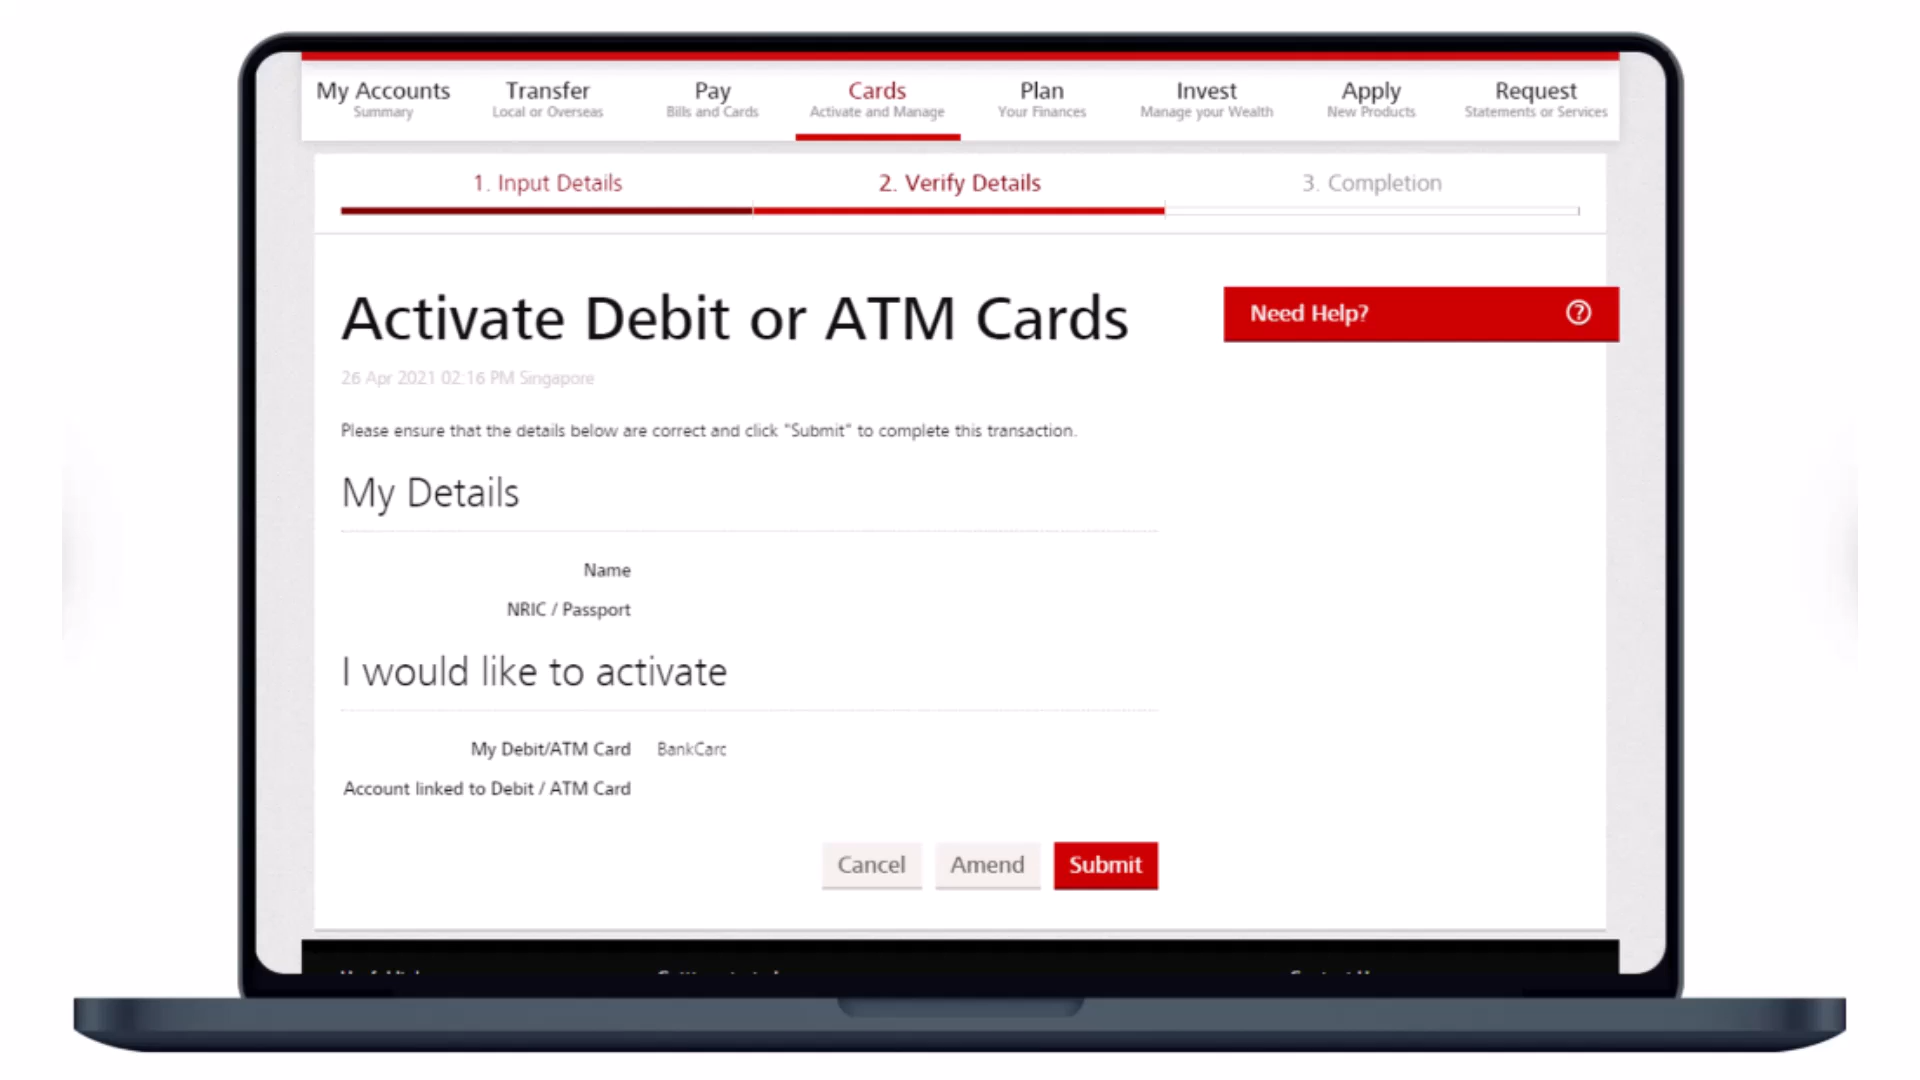 My Accounts
Summary
Transfer
Local or Overseas
Pay
Bills and Cards
Cards
Activate and Manage
Plan
Your Finances
Invest
Manage your Wealth
Apply
New Products
Request
Statements or Services
1. Input Details
2. Verify Details
3. Completion
Activate Debit or ATM Cards
Need Help?
26 Apr 2021 02:16 PM Singapore
Please ensure that the details below are correct and click "Submit" to complete this transaction.
My Details
Name
NRIC / Passport
I would like to activate
My Debit/ATM Card BankCarc
Account linked to Debit / ATM Card
Cancel
Amend
Submit